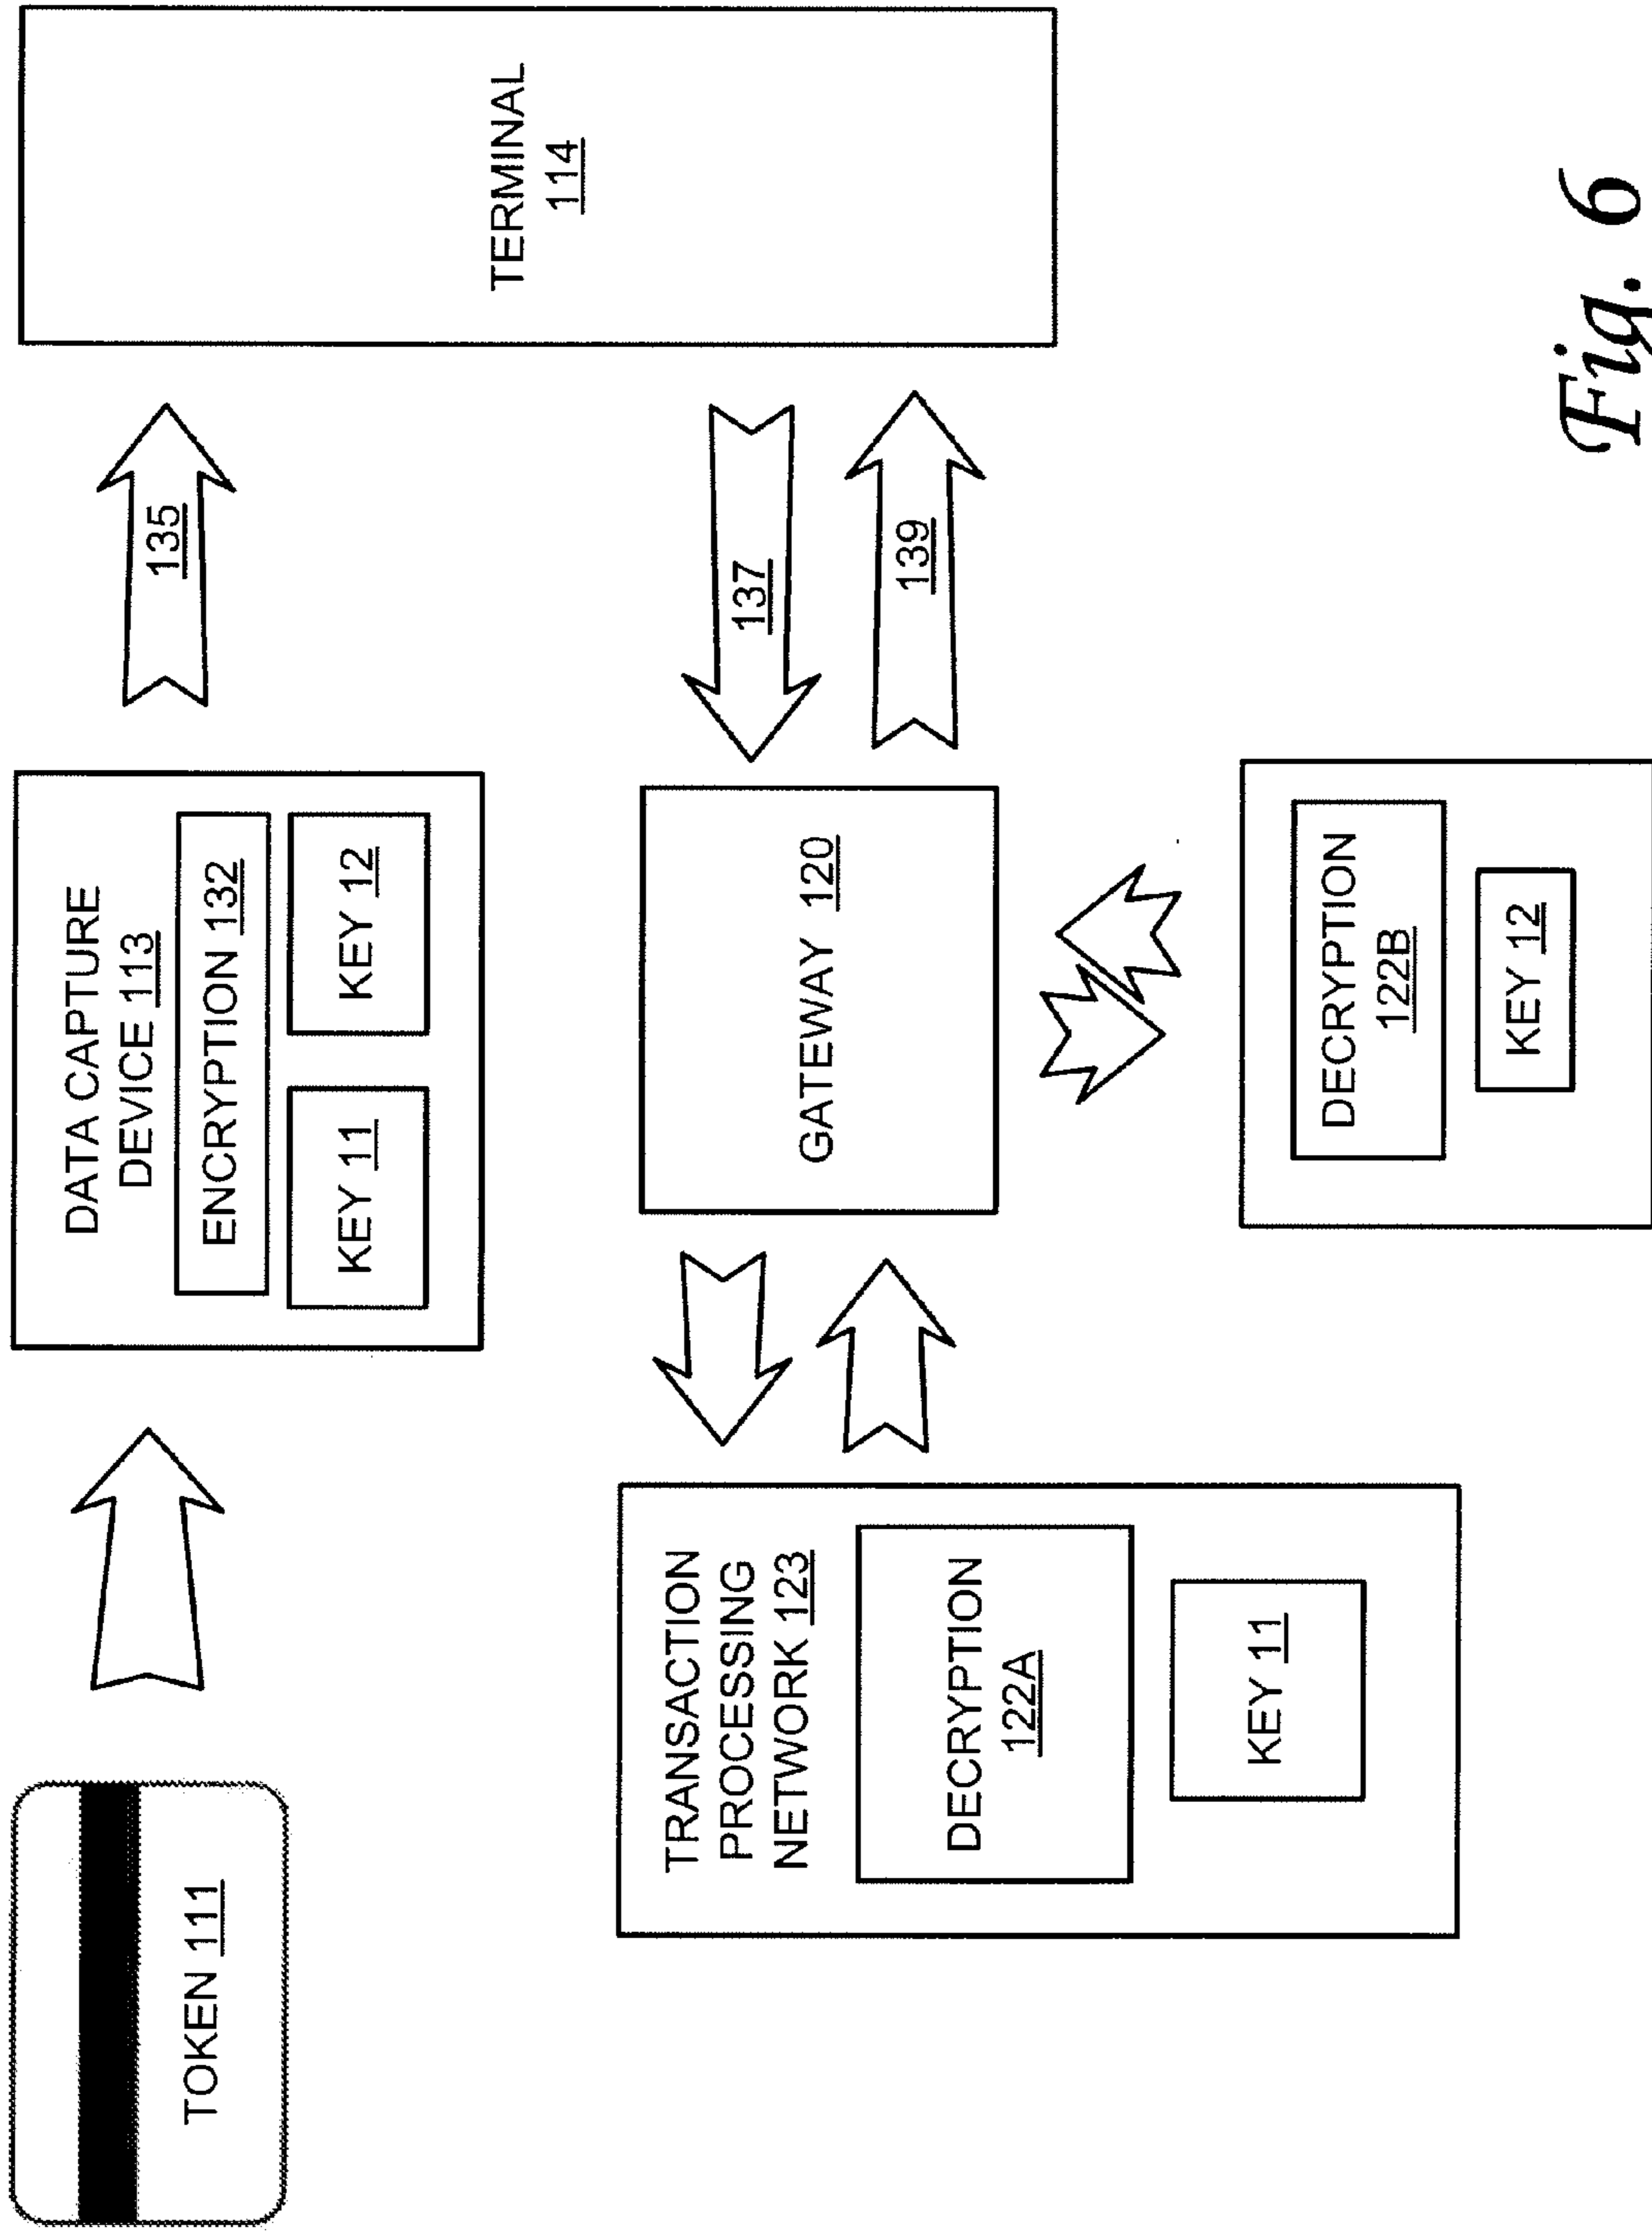 TOKEN 111
DATA CAPTURE
DEVICE 113
ENCRYPTION 132
KEY 11
KEY 12
135
TERMINAL
114
TRANSACTION
PROCESSING
NETWORK 123
DECRYPTION
122A
KEY 11
GATEWAY 120
137
139
DECRYPTION
122B
KEY 12
Fig. 6